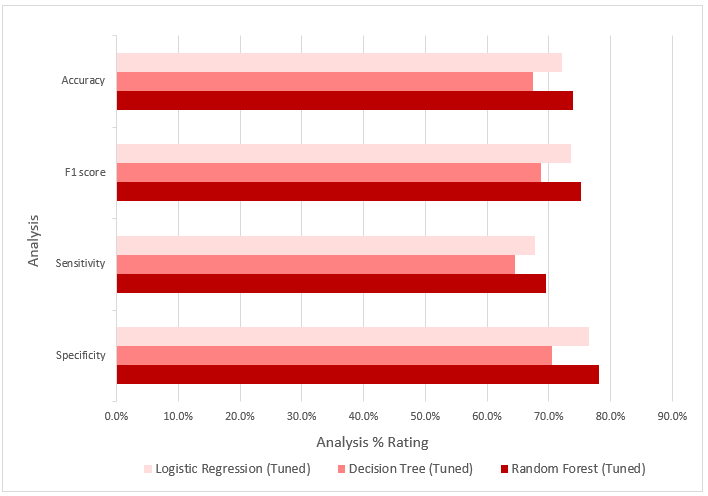 Accuracy
F1 score
Sensitivity
Specificity
Analysis
0.0% 10.0% 20.0% 30.0% 40.0% 50.0% 60.0% 70.0% 80.0% 90.0%
Analysis % Rating
Logistic Regression (Tuned) Decision Tree (Tuned) Random Forest (Tuned)